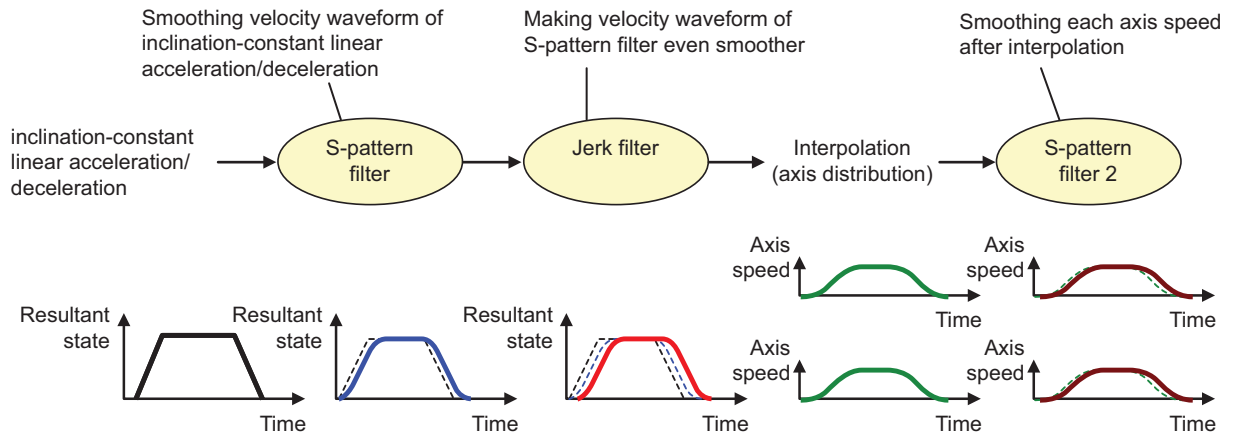 Smoothing velocity waveform of
inclination-constant linear
acceleration/deceleration
Making velocity waveform of
S-pattern filter even smoother
Smoothing each axis speed
after interpolation
inclination-constant
linear acceleration/
deceleration
S-pattern
filter
Jerk filter
Interpolation
(axis distribution)
S-pattern
filter 2
Axis
speed
Time
Axis
speed
Time
Resultant
state
Time
Resultant
state
Time
Resultant
state
Time
Axis
speed
Time
Axis
speed
Time